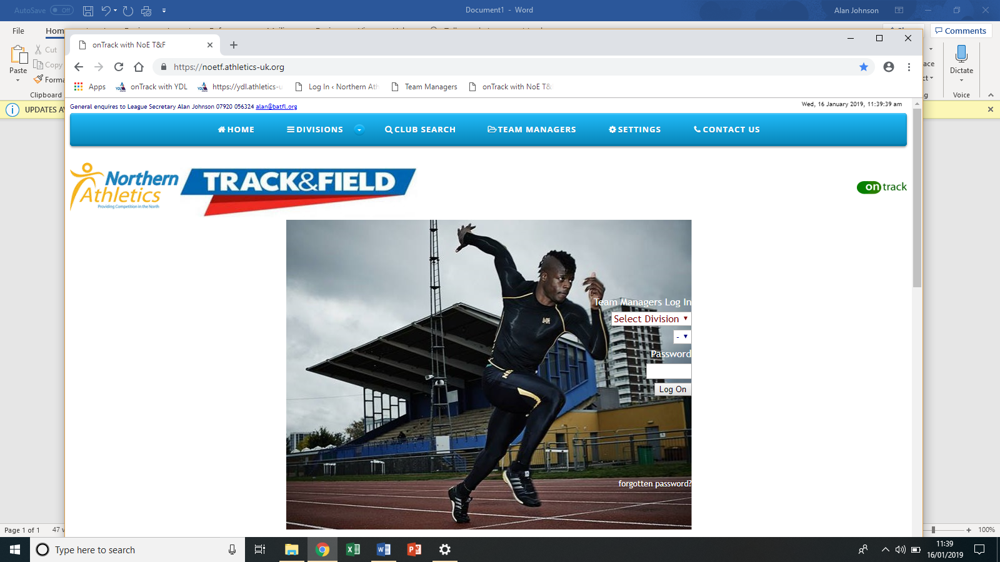 AutoSave Off
Document1 - Word
Alan Johnson
File
Hom
Comments
onTrack with NoE T&F
Paste
Cut
Copy
Forma
Clipboard
ace
ct
Dictate
g
Voice
https://noetf.athletics-uk.org
Apps
onTrack with YDL
https://ydl.athletics-u
Log In ‹ Northern Ath
Team Managers
onTrack with NoE T&
UPDATES AV
General enquires to League Secretary Alan Johnson 07920 056324 alan@batfl.org
Wed, 16 January 2019, 11:39:39 am
HOME
DIVISIONS
CLUB SEARCH
TEAM MANAGERS
SETTINGS
CONTACT US
Northern
Athletics
Providing Competition in the North
TRACK&FIELD
on track
Team Managers Log In
Select Division
-
Password
Log On
forgotten password?
Page 1 of 1
47 w
100%
Type here to search
11:39
16/01/2019